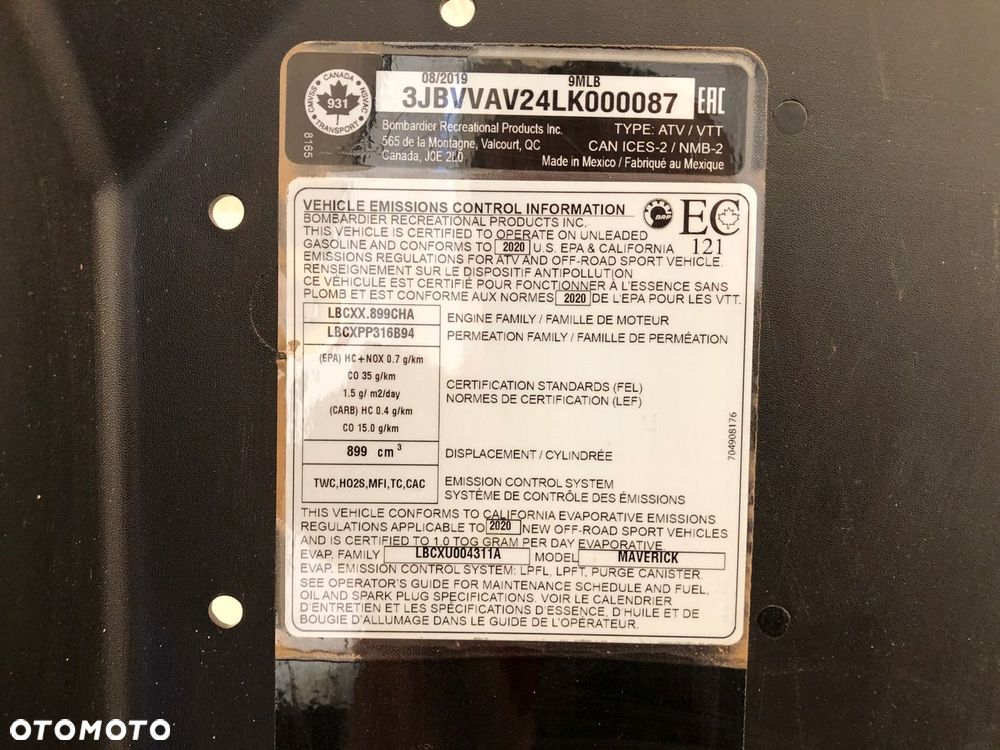 CANADA
CMVSS
NSVAC
931
TRANSPORT
8165
08/2019 9MLB
3JBVVAV24LK000087
EAC
Bombardier Recreational Products Inc.
565 de la Montagne, Valcourt, QC
Canada, J0E 2L0
TYPE: ATV / VTT
CAN ICES-2 / NMB-2
Made in Mexico / Fabriqué au Mexique
VEHICLE EMISSIONS CONTROL INFORMATION
BRP
EC
121
BOMBARDIER RECREATIONAL PRODUCTS INC.
THIS VEHICLE IS CERTIFIED TO OPERATE ON UNLEADED
GASOLINE AND CONFORMS TO 2020 U.S. EPA & CALIFORNIA
EMISSIONS REGULATIONS FOR ATV AND OFF-ROAD SPORT VEHICLE.
RENSEIGNEMENT SUR LE DISPOSITIF ANTIPOLLUTION
CE VÉHICULE EST CERTIFIÉ POUR FONCTIONNER À L'ESSENCE SANS
PLOMB ET EST CONFORME AUX NORMES 2020 DE L'EPA POUR LES VTT.
LBCXX.899CHA ENGINE FAMILY / FAMILLE DE MOTEUR
LBCXPP316B94 PERMEATION FAMILY / FAMILLE DE PERMÉATION
(EPA) HC+NOX 0.7 g/km
CO 35 g/km
1.5 g/ m2/day
(CARB) HC 0.4 g/km
CO 15.0 g/km
CERTIFICATION STANDARDS (FEL)
NORMES DE CERTIFICATION (LEF)
704908176
899 cm³ DISPLACEMENT / CYLINDRÉE
TWC,HO2S,MFI,TC,CAC
EMISSION CONTROL SYSTEM
SYSTÈME DE CONTRÔLE DES ÉMISSIONS
THIS VEHICLE CONFORMS TO CALIFORNIA EVAPORATIVE EMISSIONS
REGULATIONS APPLICABLE TO 2020 NEW OFF-ROAD SPORT VEHICLES
AND IS CERTIFIED TO 1.0 TOG GRAM PER DAY EVAPORATIVE.
EVAP. FAMILY LBCXU004311A MODEL MAVERICK
EVAP. EMISSION CONTROL SYSTEM: LPFL, LPFT, PURGE CANISTER.
SEE OPERATOR'S GUIDE FOR MAINTENANCE SCHEDULE AND FUEL,
OIL AND SPARK PLUG SPECIFICATIONS. VOIR LE CALENDRIER
D'ENTRETIEN ET LES SPÉCIFICATIONS D'ESSENCE, D'HUILE ET DE
BOUGIE D'ALLUMAGE DANS LE GUIDE DE L'OPÉRATEUR.
OTOMOTO